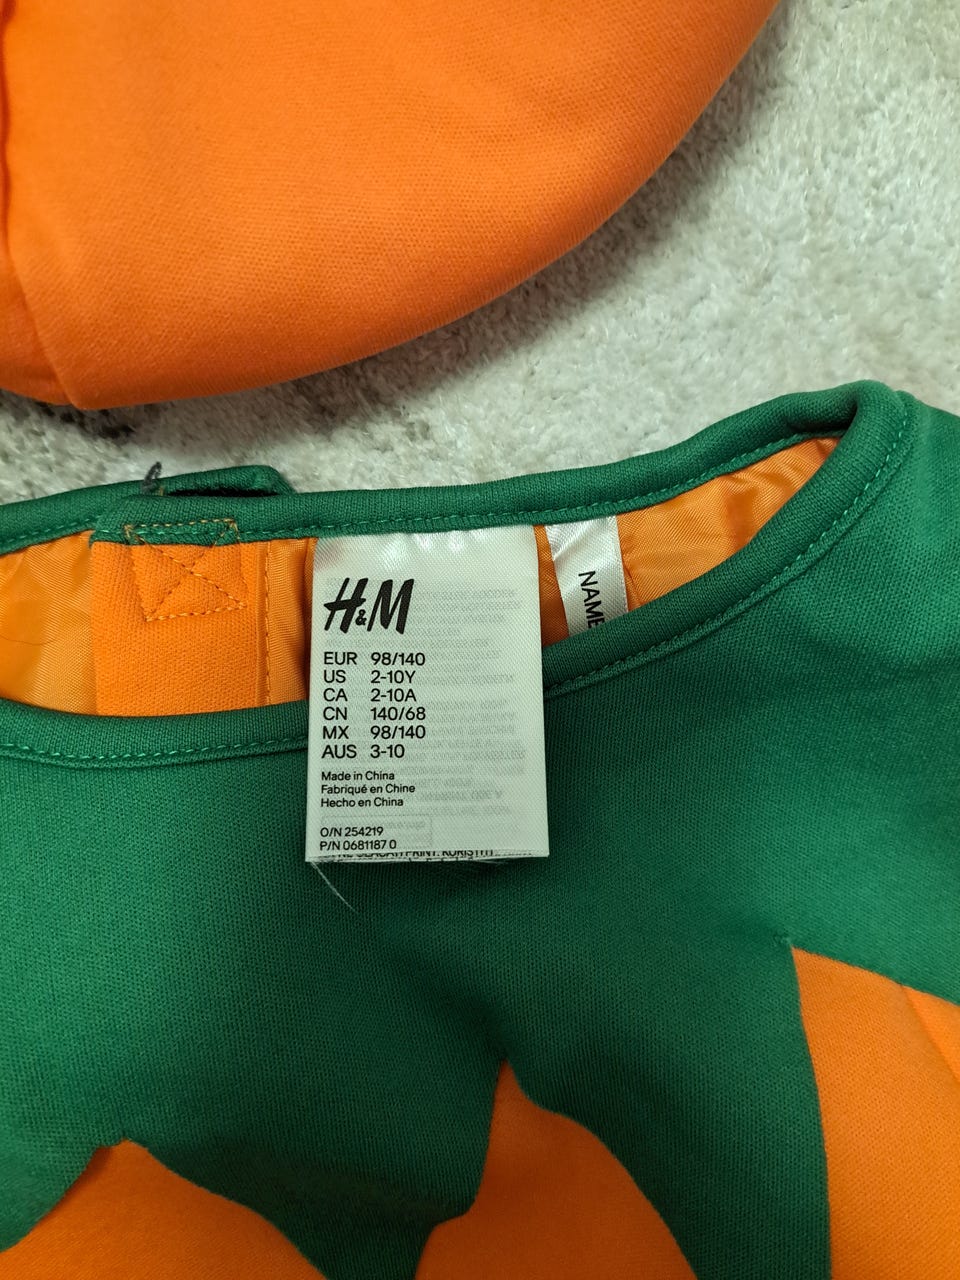 H&M
NAME
EUR 98/140
US 2-10Y
CA 2-10A
CN 140/68
MX 98/140
AUS 3-10
Made in China
Fabriqué en Chine
Hecho en China
O/N 254219
P/N 0681187 0